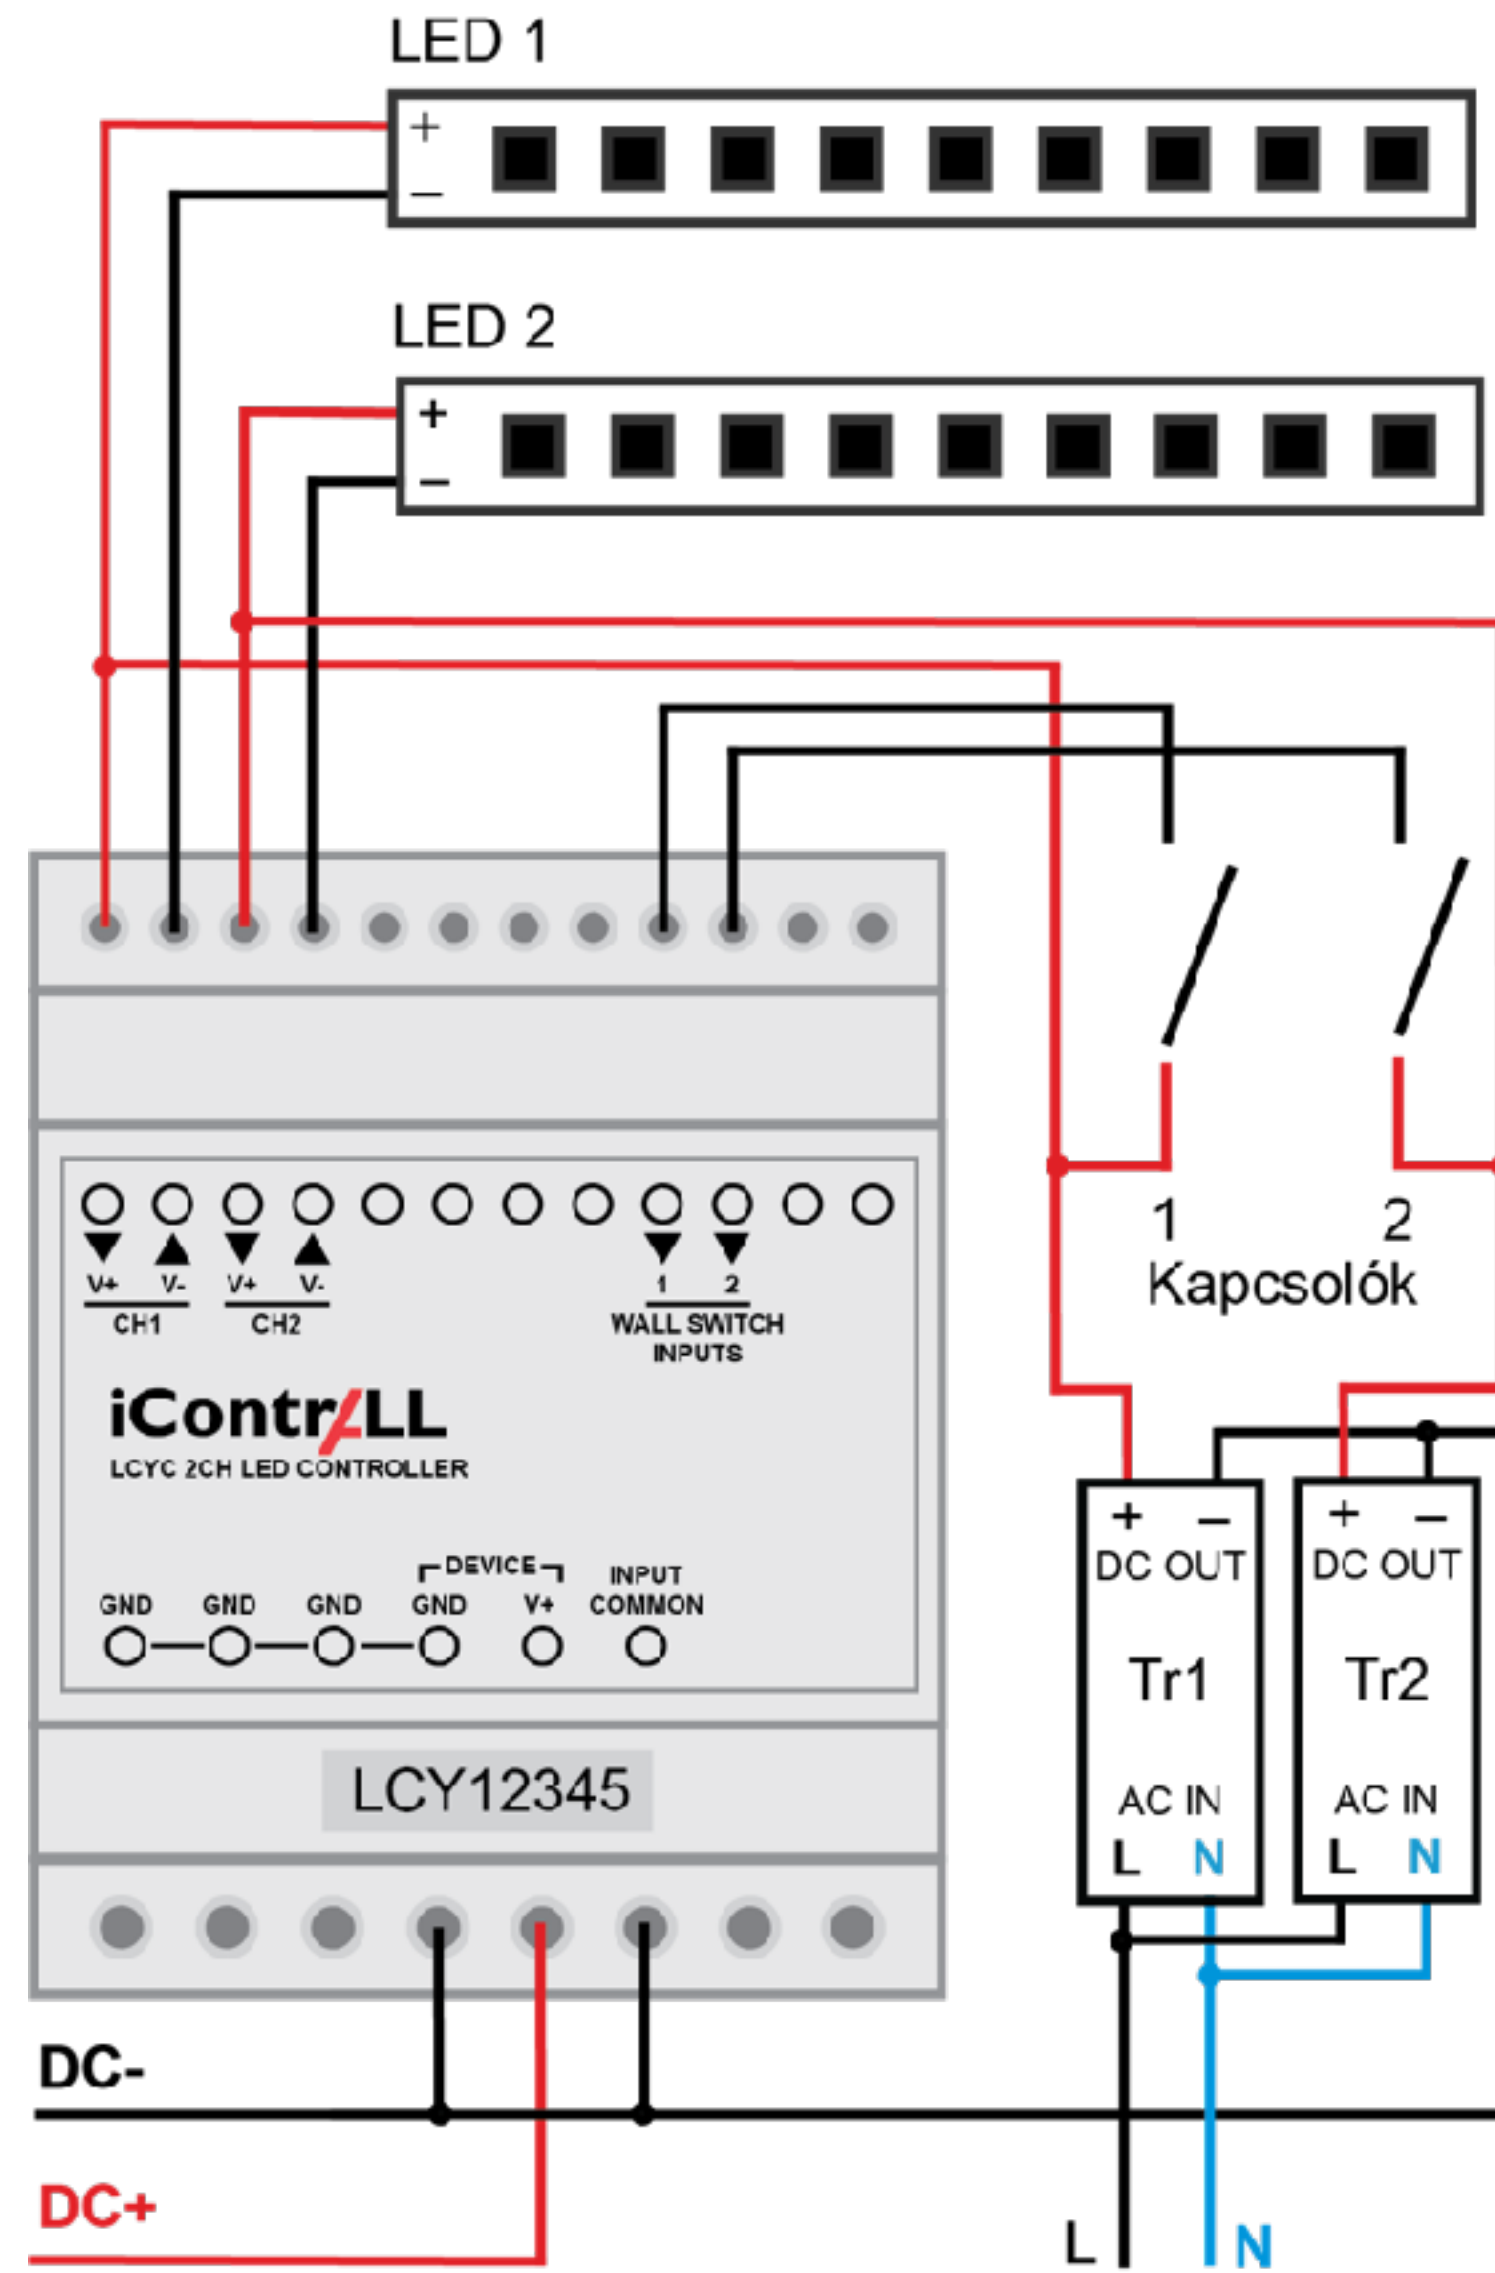 LED 1
+
−
LED 2
+
−
1 2
Kapcsolók
V+ V- V+ V- 1 2
CH1 CH2 WALL SWITCH
INPUTS
iContrALL
LCYC 2CH LED CONTROLLER
DEVICE INPUT
GND GND GND GND V+ COMMON
LCY12345
+ − + −
DC OUT DC OUT
Tr1 Tr2
AC IN AC IN
L N L N
DC-
DC+
L N